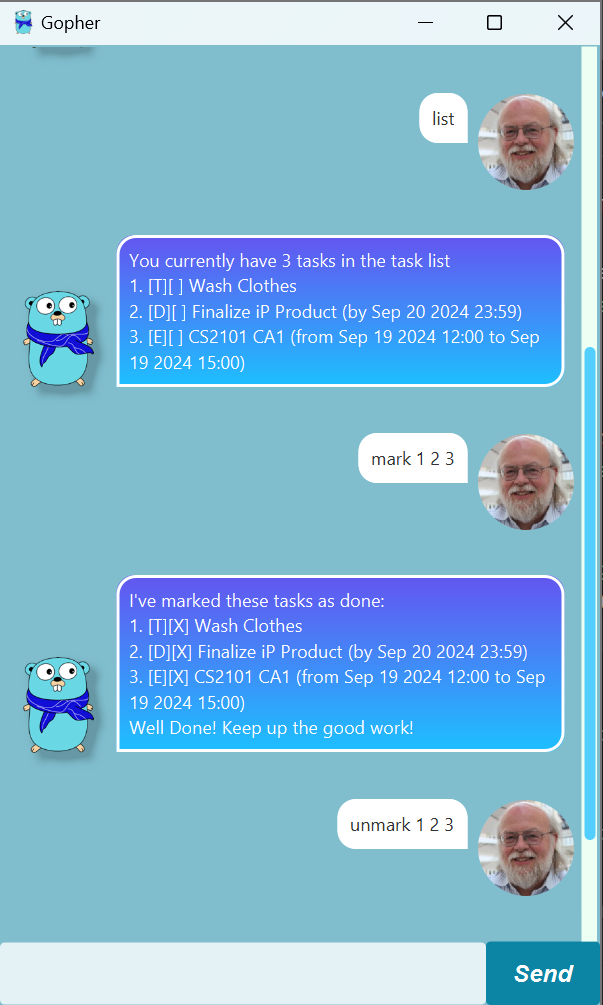 Gopher
list
You currently have 3 tasks in the task list
1. [T][ ] Wash Clothes
2. [D][ ] Finalize iP Product (by Sep 20 2024 23:59)
3. [E][ ] CS2101 CA1 (from Sep 19 2024 12:00 to Sep
19 2024 15:00)
mark 1 2 3
I've marked these tasks as done:
1. [T][X] Wash Clothes
2. [D][X] Finalize iP Product (by Sep 20 2024 23:59)
3. [E][X] CS2101 CA1 (from Sep 19 2024 12:00 to Sep
19 2024 15:00)
Well Done! Keep up the good work!
unmark 1 2 3
Send